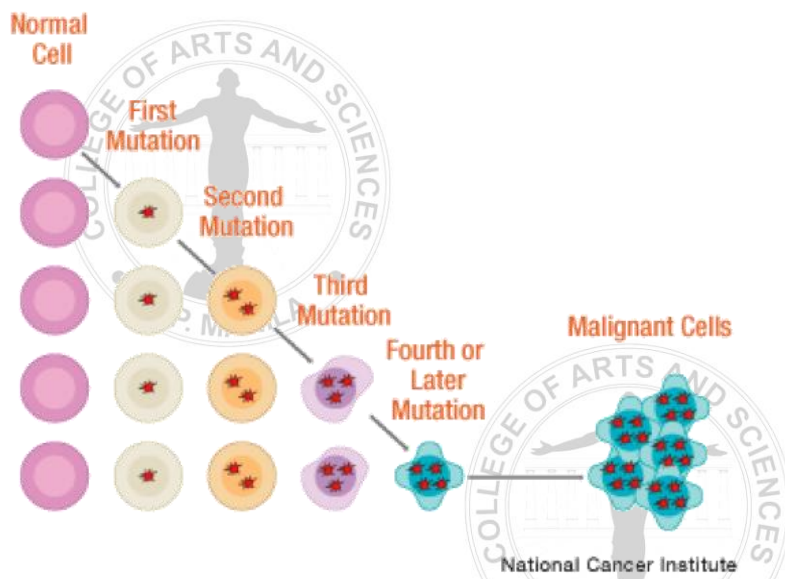 Normal
Cell
First
Mutation
Second
Mutation
Third
Mutation
Fourth or
Later
Mutation
Malignant Cells
National Cancer Institute
COLLEGE OF ARTS AND SCIENCES
COLLEGE OF ARTS AND SCIENCES